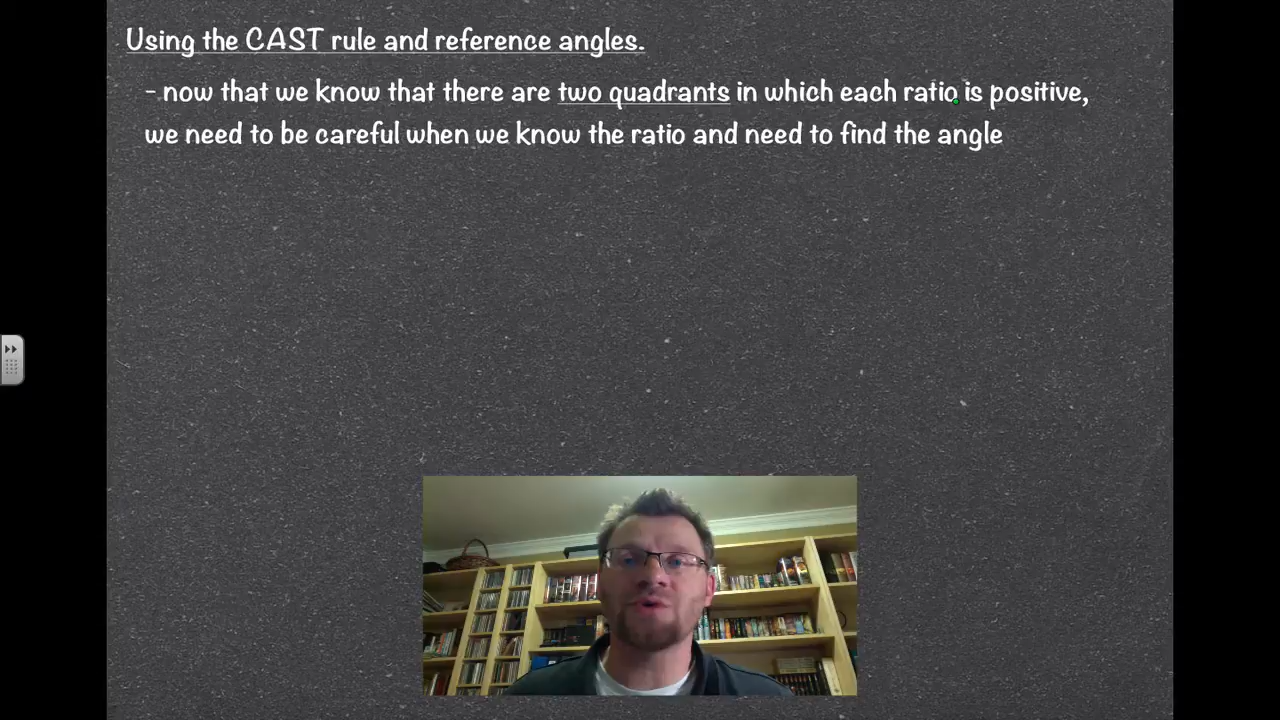 Using the CAST rule and reference angles.
- now that we know that there are two quadrants in which each ratio is positive,
we need to be careful when we know the ratio and need to find the angle